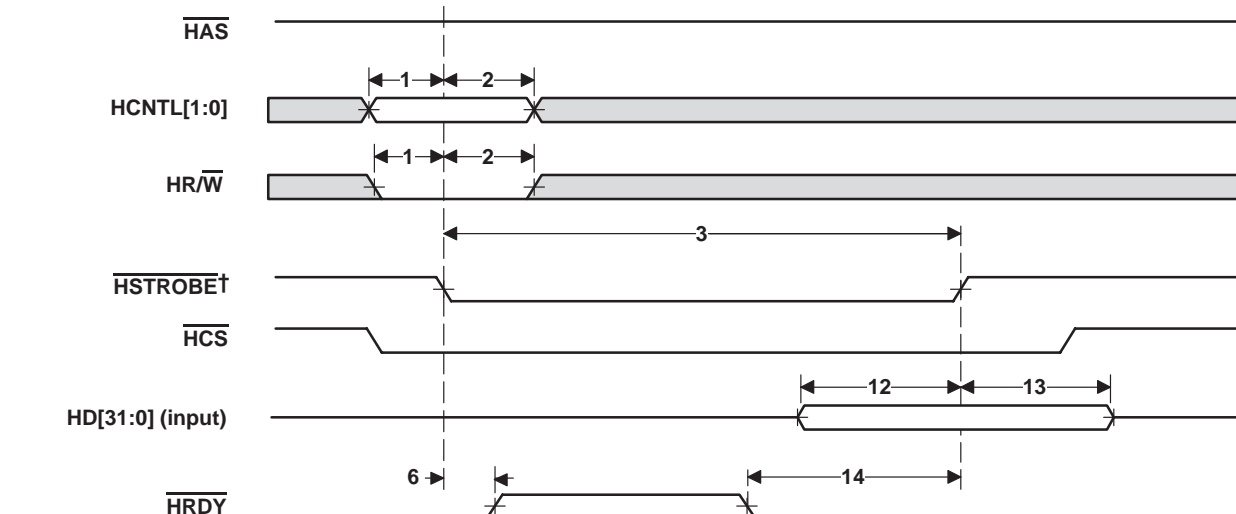 HAS
1 2
HCNTL[1:0]
1 2
HR/W
3
HSTROBE†
HCS
12 13
HD[31:0] (input)
6 14
HRDY